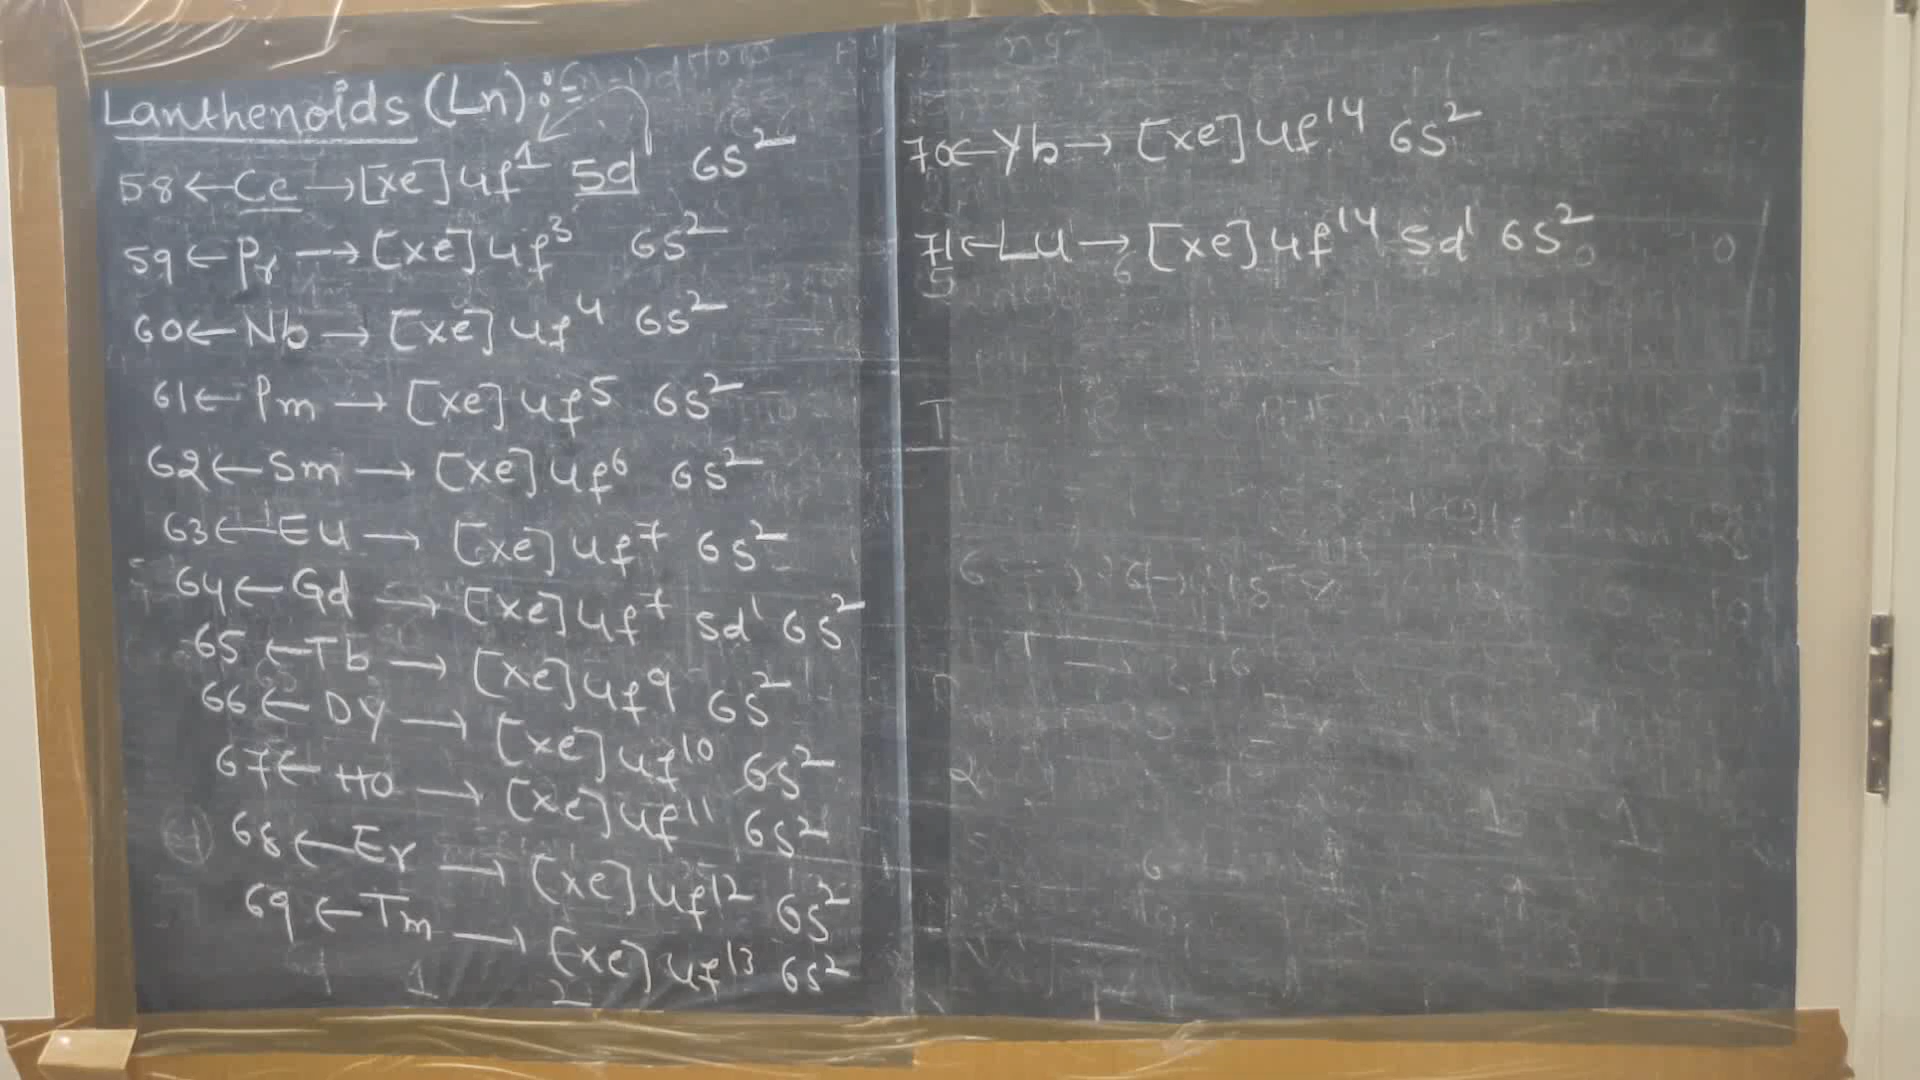 Lanthenoids (Ln) :-
58 ← Ce → [xe] 4f¹ 5d¹ 6s²
59 ← Pr → [xe] 4f³ 6s²
60 ← Nb → [xe] 4f⁴ 6s²
61 ← Pm → [xe] 4f⁵ 6s²
62 ← Sm → [xe] 4f⁶ 6s²
63 ← Eu → [xe] 4f⁷ 6s²
64 ← Gd → [xe] 4f⁷ 5d¹ 6s²
65 ← Tb → [xe] 4f⁹ 6s²
66 ← Dy → [xe] 4f¹⁰ 6s²
67 ← Ho → [xe] 4f¹¹ 6s²
68 ← Er → [xe] 4f¹² 6s²
69 ← Tm → [xe] 4f¹³ 6s²
70 ← Yb → [xe] 4f¹⁴ 6s²
71 ← Lu → [xe] 4f¹⁴ 5d¹ 6s²